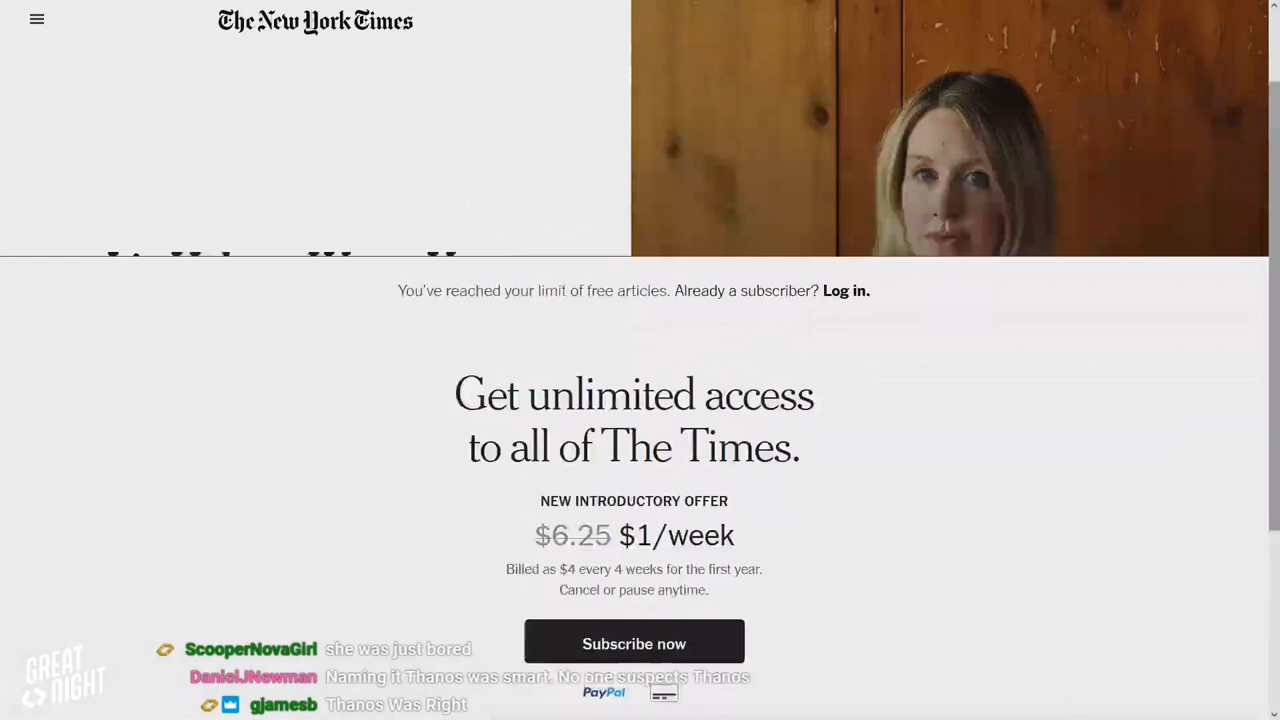 The New York Times
You've reached your limit of free articles. Already a subscriber? Log in.
Get unlimited access
to all of The Times.
NEW INTRODUCTORY OFFER
$6.25 $1/week
Billed as $4 every 4 weeks for the first year.
Cancel or pause anytime.
Subscribe now
PayPal
GREAT
NIGHT
ScooperNovaGirl she was just bored
DanielJNewman Naming it Thanos was smart. No one suspects Thanos
gjamesb Thanos Was Right